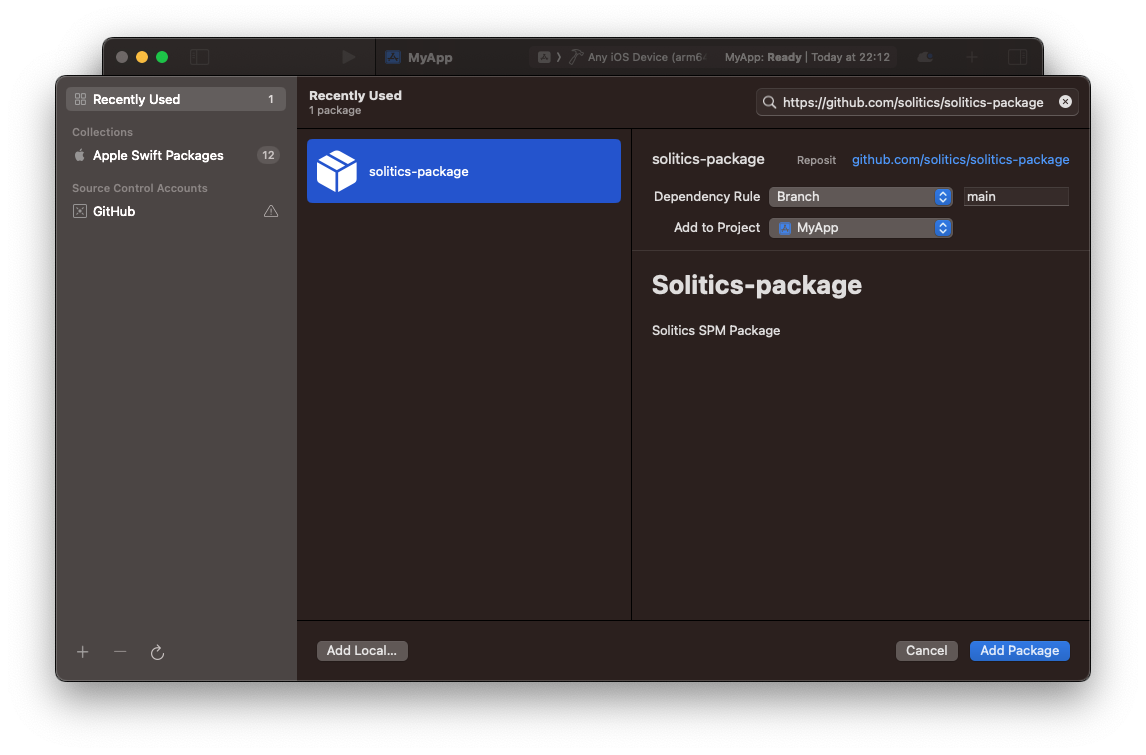 MyApp
Any iOS Device (arm64
MyApp: Ready | Today at 22:12
Recently Used 1
Collections
Apple Swift Packages 12
Source Control Accounts
GitHub
Recently Used
1 package
https://github.com/solitics/solitics-package
solitics-package
solitics-package Reposit github.com/solitics/solitics-package
Dependency Rule Branch main
Add to Project MyApp
Solitics-package
Solitics SPM Package
Add Local...
Cancel
Add Package